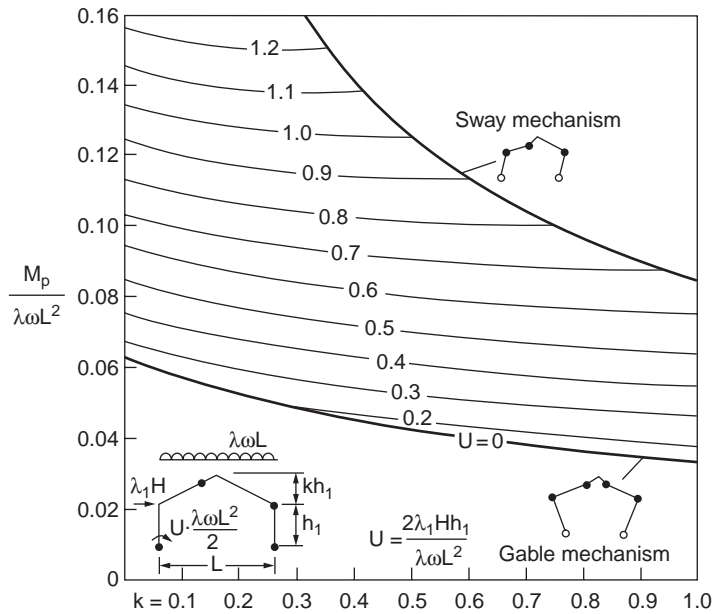 0.16
0.14
0.12
0.10
0.08
0.06
0.04
0.02
0
M_p
λωL²
1.2
1.1
1.0
0.9
0.8
0.7
0.6
0.5
0.4
0.3
0.2
U=0
Sway mechanism
Gable mechanism
λωL
λ₁H
kh₁
h₁
U·λωL²/2
L
U = 2λ₁Hh₁/λωL²
k = 0.1 0.2 0.3 0.4 0.5 0.6 0.7 0.8 0.9 1.0